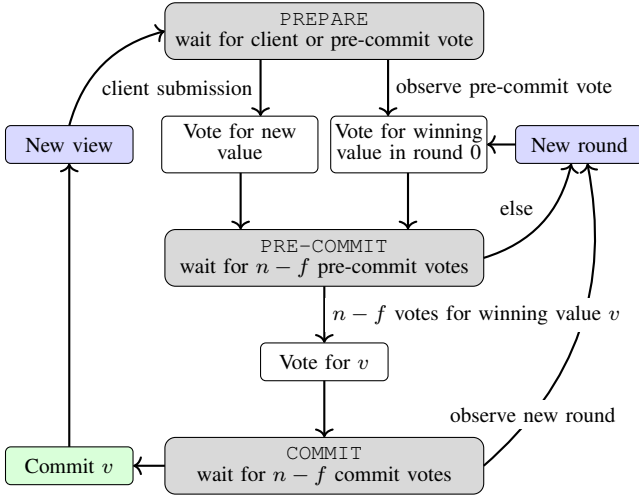 PREPARE
wait for client or pre-commit vote
client submission
observe pre-commit vote
New view
Vote for new
value
Vote for winning
value in round 0
New round
else
PRE-COMMIT
wait for n − f pre-commit votes
n − f votes for winning value v
Vote for v
observe new round
Commit v
COMMIT
wait for n − f commit votes